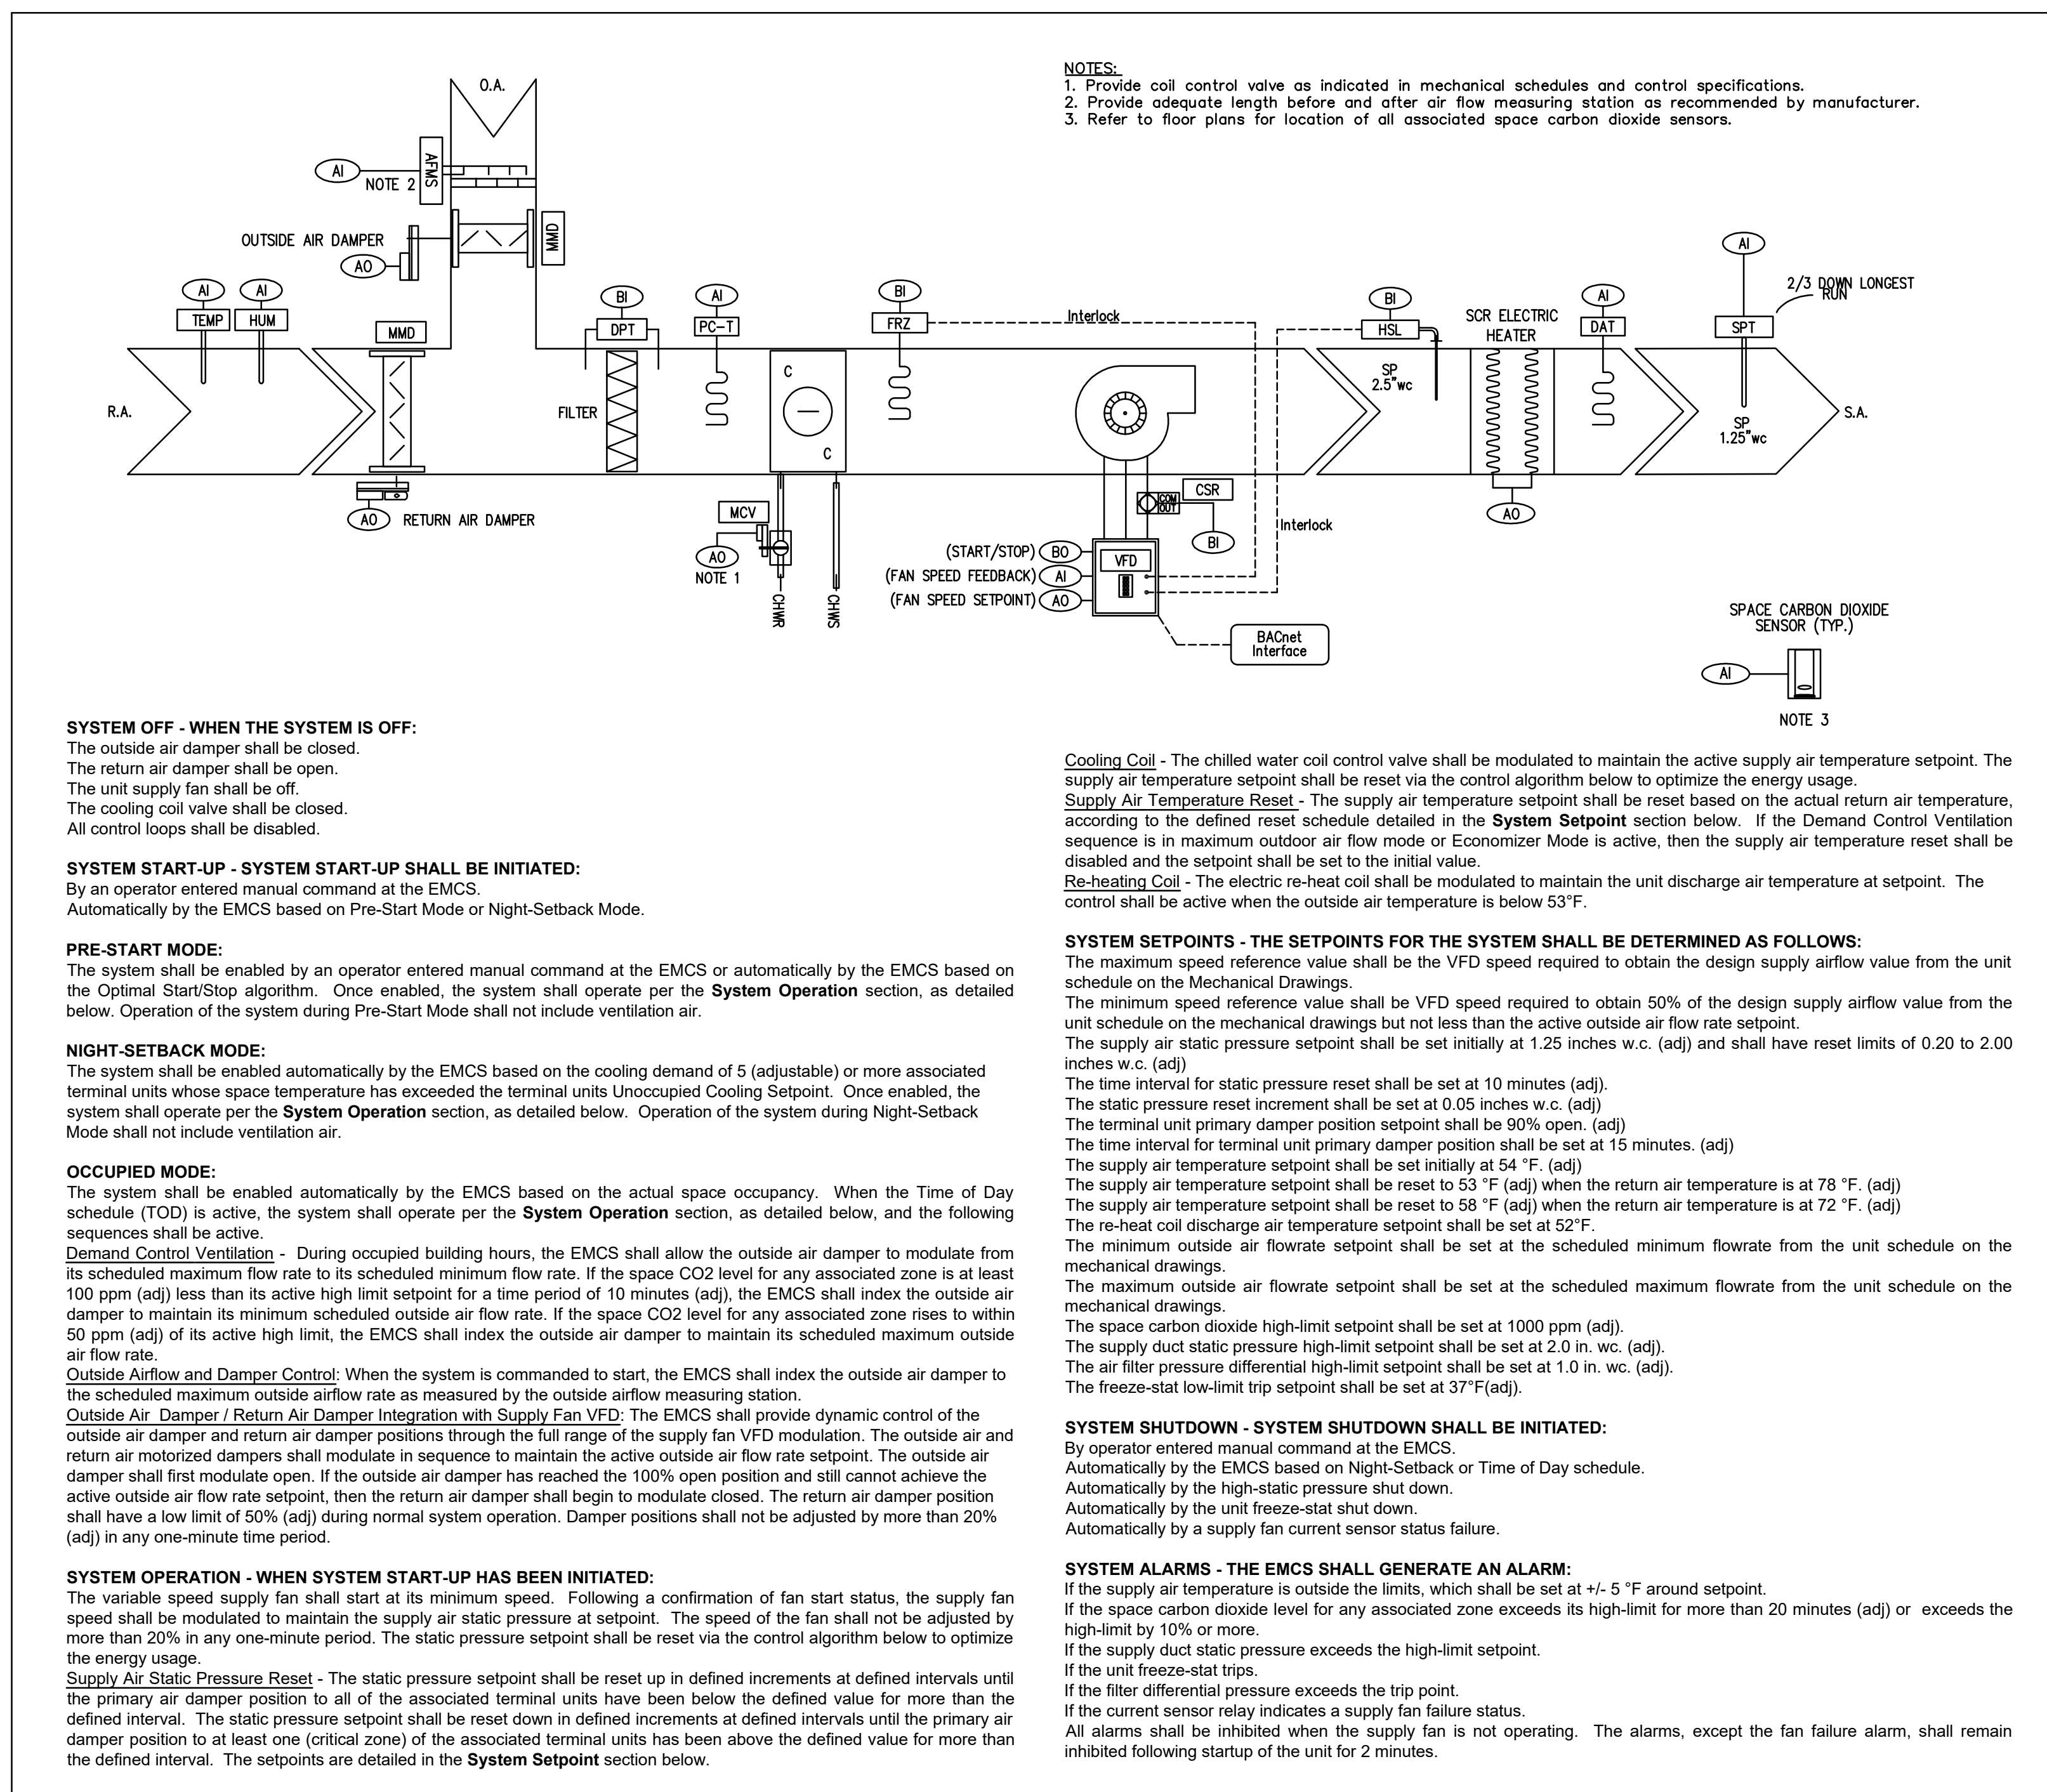 NOTES:
1. Provide coil control valve as indicated in mechanical schedules and control specifications.
2. Provide adequate length before and after air flow measuring station as recommended by manufacturer.
3. Refer to floor plans for location of all associated space carbon dioxide sensors.
O.A.
AFMS
AI
NOTE 2
OUTSIDE AIR DAMPER
MMD
AO
AI
AI
TEMP
HUM
MMD
BI
DPT
AI
PC-T
BI
FRZ
Interlock
BI
HSL
SCR ELECTRIC
HEATER
AI
DAT
AI
2/3 DOWN LONGEST
RUN
SPT
R.A.
FILTER
C
C
SP
2.5"wc
SP
1.25"wc
S.A.
AO
RETURN AIR DAMPER
MCV
AO
NOTE 1
CHWR
CHWS
COM
OUT
CSR
BI
Interlock
AO
(START/STOP) BO
(FAN SPEED FEEDBACK) AI
(FAN SPEED SETPOINT) AO
VFD
BACnet
Interface
SPACE CARBON DIOXIDE
SENSOR (TYP.)
AI
NOTE 3
SYSTEM OFF - WHEN THE SYSTEM IS OFF:
The outside air damper shall be closed.
The return air damper shall be open.
The unit supply fan shall be off.
The cooling coil valve shall be closed.
All control loops shall be disabled.
SYSTEM START-UP - SYSTEM START-UP SHALL BE INITIATED:
By an operator entered manual command at the EMCS.
Automatically by the EMCS based on Pre-Start Mode or Night-Setback Mode.
PRE-START MODE:
The system shall be enabled by an operator entered manual command at the EMCS or automatically by the EMCS based on
the Optimal Start/Stop algorithm. Once enabled, the system shall operate per the System Operation section, as detailed
below. Operation of the system during Pre-Start Mode shall not include ventilation air.
NIGHT-SETBACK MODE:
The system shall be enabled automatically by the EMCS based on the cooling demand of 5 (adjustable) or more associated
terminal units whose space temperature has exceeded the terminal units Unoccupied Cooling Setpoint. Once enabled, the
system shall operate per the System Operation section, as detailed below. Operation of the system during Night-Setback
Mode shall not include ventilation air.
OCCUPIED MODE:
The system shall be enabled automatically by the EMCS based on the actual space occupancy. When the Time of Day
schedule (TOD) is active, the system shall operate per the System Operation section, as detailed below, and the following
sequences shall be active.
Demand Control Ventilation - During occupied building hours, the EMCS shall allow the outside air damper to modulate from
its scheduled maximum flow rate to its scheduled minimum flow rate. If the space CO2 level for any associated zone is at least
100 ppm (adj) less than its active high limit setpoint for a time period of 10 minutes (adj), the EMCS shall index the outside air
damper to maintain its minimum scheduled outside air flow rate. If the space CO2 level for any associated zone rises to within
50 ppm (adj) of its active high limit, the EMCS shall index the outside air damper to maintain its scheduled maximum outside
air flow rate.
Outside Airflow and Damper Control: When the system is commanded to start, the EMCS shall index the outside air damper to
the scheduled maximum outside airflow rate as measured by the outside airflow measuring station.
Outside Air Damper / Return Air Damper Integration with Supply Fan VFD: The EMCS shall provide dynamic control of the
outside air damper and return air damper positions through the full range of the supply fan VFD modulation. The outside air and
return air motorized dampers shall modulate in sequence to maintain the active outside air flow rate setpoint. The outside air
damper shall first modulate open. If the outside air damper has reached the 100% open position and still cannot achieve the
active outside air flow rate setpoint, then the return air damper shall begin to modulate closed. The return air damper position
shall have a low limit of 50% (adj) during normal system operation. Damper positions shall not be adjusted by more than 20%
(adj) in any one-minute time period.
SYSTEM OPERATION - WHEN SYSTEM START-UP HAS BEEN INITIATED:
The variable speed supply fan shall start at its minimum speed. Following a confirmation of fan start status, the supply fan
speed shall be modulated to maintain the supply air static pressure at setpoint. The speed of the fan shall not be adjusted by
more than 20% in any one-minute period. The static pressure setpoint shall be reset via the control algorithm below to optimize
the energy usage.
Supply Air Static Pressure Reset - The static pressure setpoint shall be reset up in defined increments at defined intervals until
the primary air damper position to all of the associated terminal units have been below the defined value for more than the
defined interval. The static pressure setpoint shall be reset down in defined increments at defined intervals until the primary air
damper position to at least one (critical zone) of the associated terminal units has been above the defined value for more than
the defined interval. The setpoints are detailed in the System Setpoint section below.
Cooling Coil - The chilled water coil control valve shall be modulated to maintain the active supply air temperature setpoint. The
supply air temperature setpoint shall be reset via the control algorithm below to optimize the energy usage.
Supply Air Temperature Reset - The supply air temperature setpoint shall be reset based on the actual return air temperature,
according to the defined reset schedule detailed in the System Setpoint section below. If the Demand Control Ventilation
sequence is in maximum outdoor air flow mode or Economizer Mode is active, then the supply air temperature reset shall be
disabled and the setpoint shall be set to the initial value.
Re-heating Coil - The electric re-heat coil shall be modulated to maintain the unit discharge air temperature at setpoint. The
control shall be active when the outside air temperature is below 53°F.
SYSTEM SETPOINTS - THE SETPOINTS FOR THE SYSTEM SHALL BE DETERMINED AS FOLLOWS:
The maximum speed reference value shall be the VFD speed required to obtain the design supply airflow value from the unit
schedule on the Mechanical Drawings.
The minimum speed reference value shall be VFD speed required to obtain 50% of the design supply airflow value from the
unit schedule on the mechanical drawings but not less than the active outside air flow rate setpoint.
The supply air static pressure setpoint shall be set initially at 1.25 inches w.c. (adj) and shall have reset limits of 0.20 to 2.00
inches w.c. (adj)
The time interval for static pressure reset shall be set at 10 minutes (adj).
The static pressure reset increment shall be set at 0.05 inches w.c. (adj)
The terminal unit primary damper position setpoint shall be 90% open. (adj)
The time interval for terminal unit primary damper position shall be set at 15 minutes. (adj)
The supply air temperature setpoint shall be set initially at 54 °F. (adj)
The supply air temperature setpoint shall be reset to 53 °F (adj) when the return air temperature is at 78 °F. (adj)
The supply air temperature setpoint shall be reset to 58 °F (adj) when the return air temperature is at 72 °F. (adj)
The re-heat coil discharge air temperature setpoint shall be set at 52°F.
The minimum outside air flowrate setpoint shall be set at the scheduled minimum flowrate from the unit schedule on the
mechanical drawings.
The maximum outside air flowrate setpoint shall be set at the scheduled maximum flowrate from the unit schedule on the
mechanical drawings.
The space carbon dioxide high-limit setpoint shall be set at 1000 ppm (adj).
The supply duct static pressure high-limit setpoint shall be set at 2.0 in. wc. (adj).
The air filter pressure differential high-limit setpoint shall be set at 1.0 in. wc. (adj).
The freeze-stat low-limit trip setpoint shall be set at 37°F(adj).
SYSTEM SHUTDOWN - SYSTEM SHUTDOWN SHALL BE INITIATED:
By operator entered manual command at the EMCS.
Automatically by the EMCS based on Night-Setback or Time of Day schedule.
Automatically by the high-static pressure shut down.
Automatically by the unit freeze-stat shut down.
Automatically by a supply fan current sensor status failure.
SYSTEM ALARMS - THE EMCS SHALL GENERATE AN ALARM:
If the supply air temperature is outside the limits, which shall be set at +/- 5 °F around setpoint.
If the space carbon dioxide level for any associated zone exceeds its high-limit for more than 20 minutes (adj) or exceeds the
high-limit by 10% or more.
If the supply duct static pressure exceeds the high-limit setpoint.
If the unit freeze-stat trips.
If the filter differential pressure exceeds the trip point.
If the current sensor relay indicates a supply fan failure status.
All alarms shall be inhibited when the supply fan is not operating. The alarms, except the fan failure alarm, shall remain
inhibited following startup of the unit for 2 minutes.